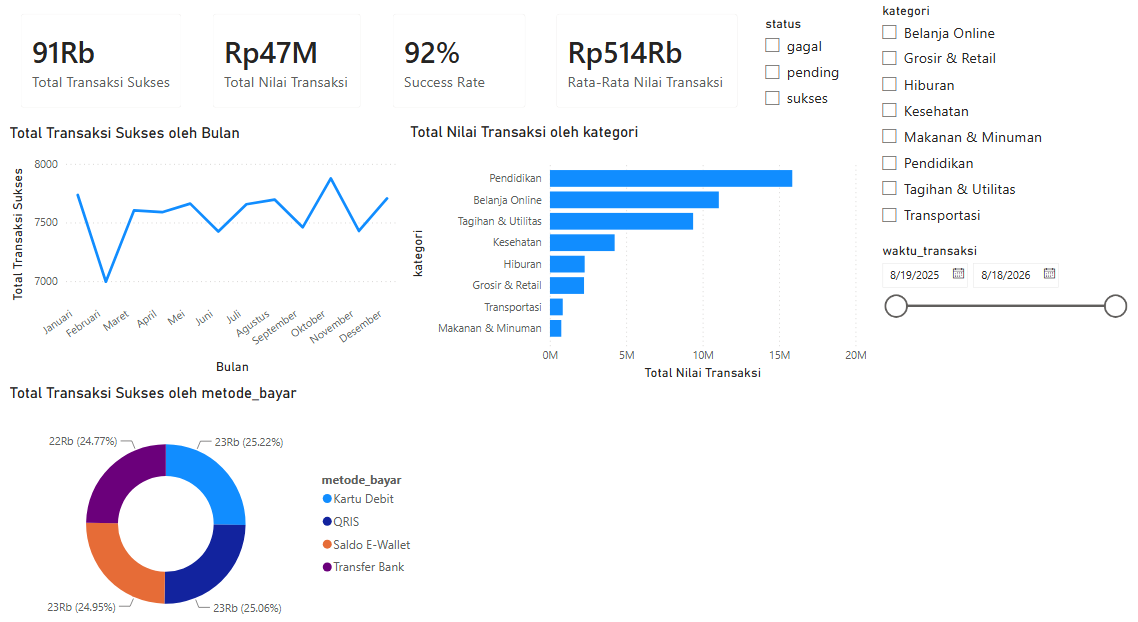 91Rb
Total Transaksi Sukses
Rp47M
Total Nilai Transaksi
92%
Success Rate
Rp514Rb
Rata-Rata Nilai Transaksi
status
gagal
pending
sukses
kategori
Belanja Online
Grosir & Retail
Hiburan
Kesehatan
Makanan & Minuman
Pendidikan
Tagihan & Utilitas
Transportasi
waktu_transaksi
8/19/2025
8/18/2026
Total Transaksi Sukses oleh Bulan
Total Transaksi Sukses
8000
7500
7000
Januari
Februari
Maret
April
Mei
Juni
Juli
Agustus
September
Oktober
November
Desember
Bulan
Total Nilai Transaksi oleh kategori
kategori
Pendidikan
Belanja Online
Tagihan & Utilitas
Kesehatan
Hiburan
Grosir & Retail
Transportasi
Makanan & Minuman
0M
5M
10M
15M
20M
Total Nilai Transaksi
Total Transaksi Sukses oleh metode_bayar
22Rb (24.77%)
23Rb (25.22%)
23Rb (24.95%)
23Rb (25.06%)
metode_bayar
Kartu Debit
QRIS
Saldo E-Wallet
Transfer Bank